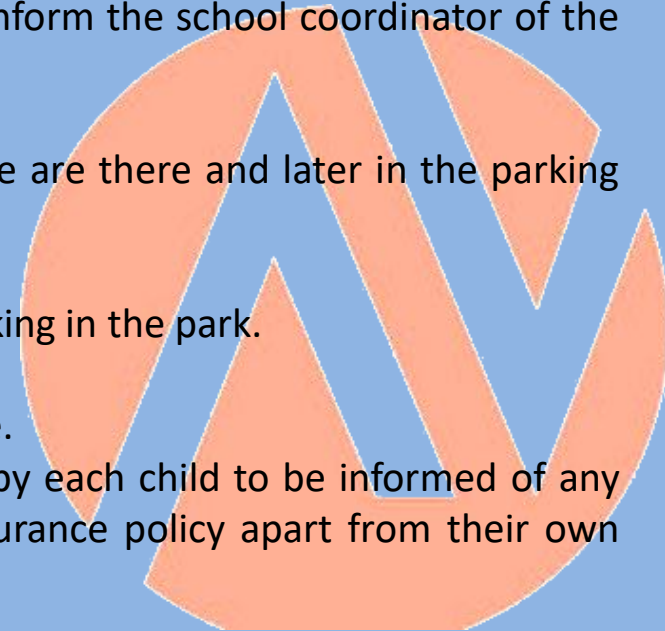 nform the school coordinator of the
e are there and later in the parking
king in the park.
.
by each child to be informed of any
urance policy apart from their own